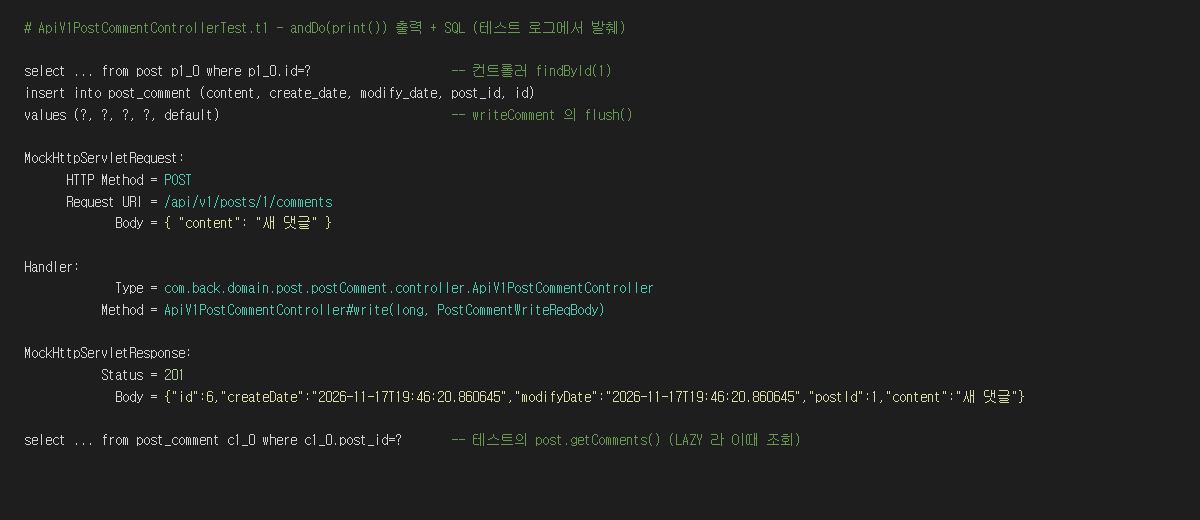 # ApiV1PostCommentControllerTest.t1 - andDo(print()) 출력 + SQL (테스트 로그에서 발췌)
select ... from post p1_0 where p1_0.id=? -- 컨트롤러 findById(1)
insert into post_comment (content, create_date, modify_date, post_id, id)
values (?, ?, ?, ?, default) -- writeComment 의 flush()
MockHttpServletRequest:
HTTP Method = POST
Request URI = /api/v1/posts/1/comments
Body = { "content": "새 댓글" }
Handler:
Type = com.back.domain.post.postComment.controller.ApiV1PostCommentController
Method = ApiV1PostCommentController#write(long, PostCommentWriteReqBody)
MockHttpServletResponse:
Status = 201
Body = {"id":6,"createDate":"2026-11-17T19:46:20.860645","modifyDate":"2026-11-17T19:46:20.860645","postId":1,"content":"새 댓글"}
select ... from post_comment c1_0 where c1_0.post_id=? -- 테스트의 post.getComments() (LAZY 라 이때 조회)